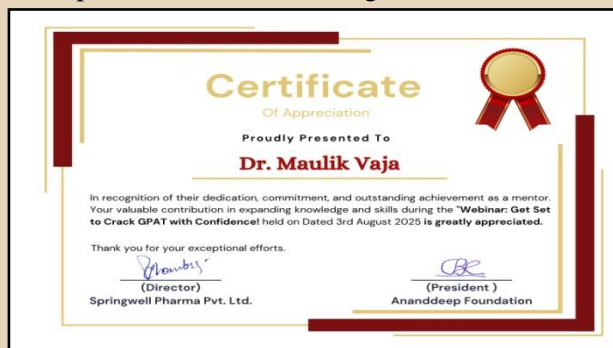 Certificate
Of Appreciation
Proudly Presented To
Dr. Maulik Vaja
In recognition of their dedication, commitment, and outstanding achievement as a mentor.
Your valuable contribution in expanding knowledge and skills during the "Webinar: Get Set
to Crack GPAT with Confidence! held on Dated 3rd August 2025 is greatly appreciated.
Thank you for your exceptional efforts.
(Director)
Springwell Pharma Pvt. Ltd.
(President )
Ananddeep Foundation